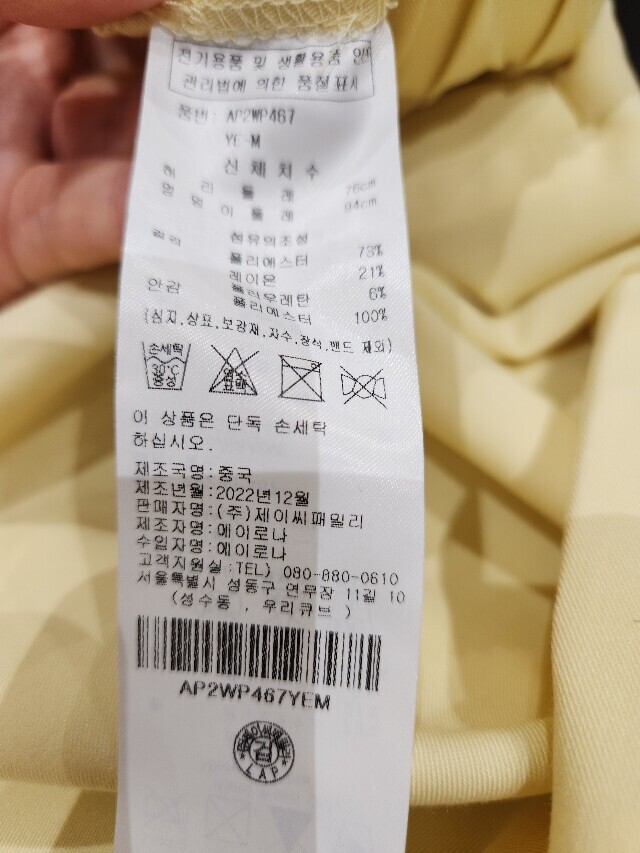 전기용품 및 생활용품 안전
관리법에 의한 품질표시
품번: AP2WP467
YE-M
신체치수
허리둘레 76cm
엉덩이둘레 94cm
섬유의조성
겉감 폴리에스터 73%
레이온 21%
폴리우레탄 6%
안감 폴리에스터 100%
(심지,상표,보강재,자수,장식,밴드 제외)
손세탁
30℃
중성
염소
표백
이 상품은 단독 손세탁
하십시오.
제조국명:중국
제조년월:2022년12월
판매자명:(주)제이씨패밀리
제조자명:에이로나
수입자명:에이로나
고객지원실:TEL) 080-880-0610
서울특별시 성동구 연무장 11길 10
(성수동 , 우리큐브 )
AP2WP467YEM
검
LAP